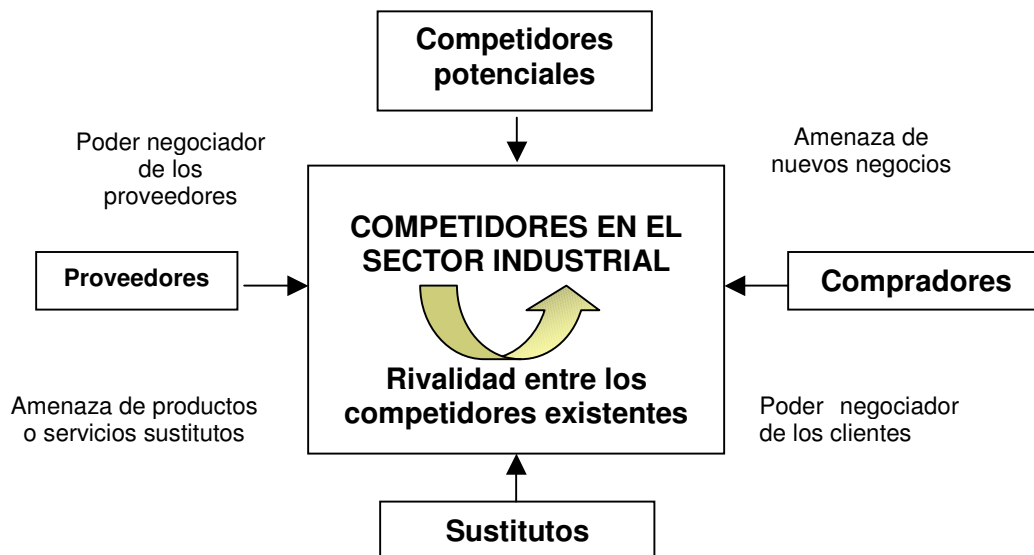 Competidores
potenciales
Poder negociador
de los
proveedores
Amenaza de
nuevos negocios
COMPETIDORES EN EL
SECTOR INDUSTRIAL
Proveedores
Compradores
Rivalidad entre los
competidores existentes
Amenaza de productos
o servicios sustitutos
Poder negociador
de los clientes
Sustitutos